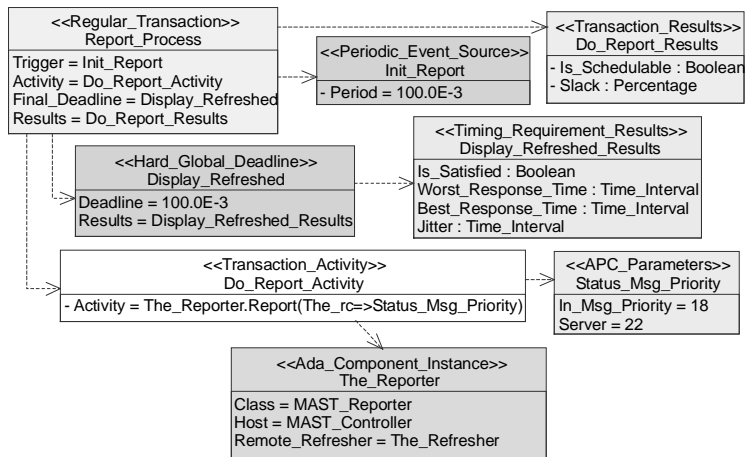 <<Regular_Transaction>>
Report_Process
Trigger = Init_Report
Activity = Do_Report_Activity
Final_Deadline = Display_Refreshed
Results = Do_Report_Results
<<Periodic_Event_Source>>
Init_Report
- Period = 100.0E-3
<<Transaction_Results>>
Do_Report_Results
- Is_Schedulable : Boolean
- Slack : Percentage
<<Hard_Global_Deadline>>
Display_Refreshed
Deadline = 100.0E-3
Results = Display_Refreshed_Results
<<Timing_Requirement_Results>>
Display_Refreshed_Results
Is_Satisfied : Boolean
Worst_Response_Time : Time_Interval
Best_Response_Time : Time_Interval
Jitter : Time_Interval
<<Transaction_Activity>>
Do_Report_Activity
- Activity = The_Reporter.Report(The_rc=>Status_Msg_Priority)
<<APC_Parameters>>
Status_Msg_Priority
In_Msg_Priority = 18
Server = 22
<<Ada_Component_Instance>>
The_Reporter
Class = MAST_Reporter
Host = MAST_Controller
Remote_Refresher = The_Refresher